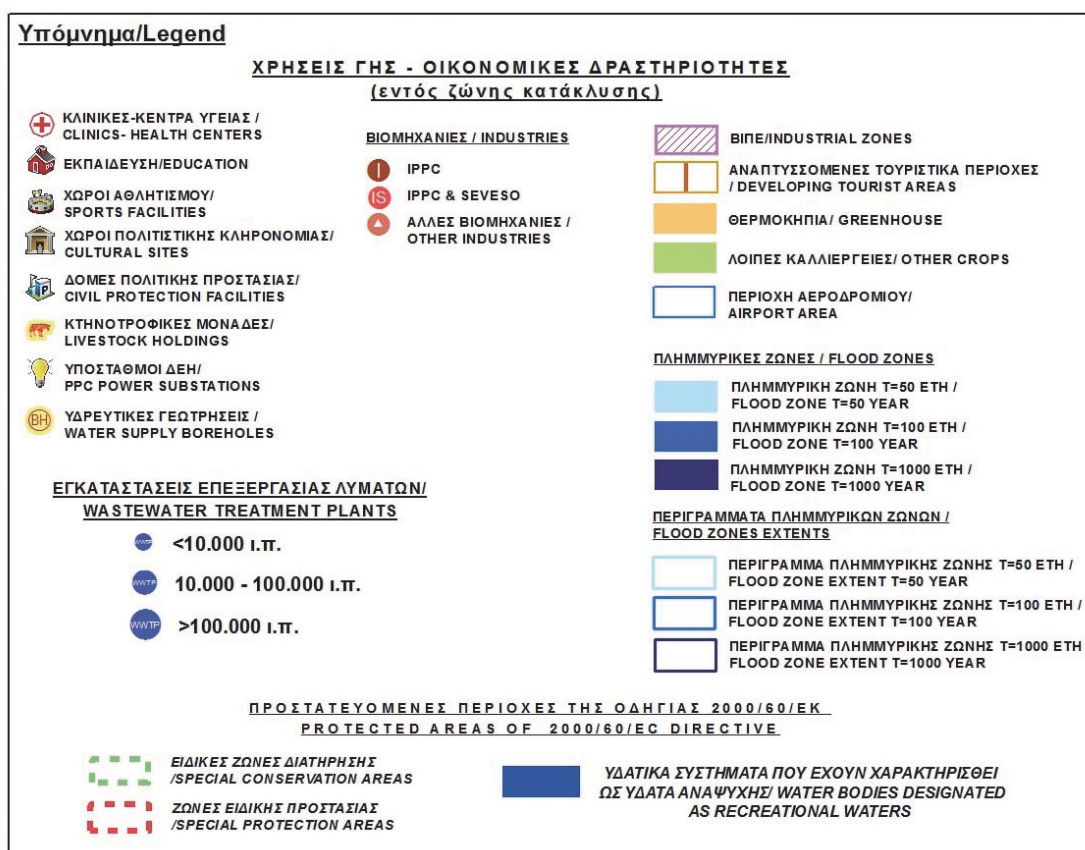 Υπόμνημα/Legend
ΧΡΗΣΕΙΣ ΓΗΣ - ΟΙΚΟΝΟΜΙΚΕΣ ΔΡΑΣΤΗΡΙΟΤΗΤΕΣ
(εντός ζώνης κατάκλυσης)
ΚΛΙΝΙΚΕΣ-ΚΕΝΤΡΑ ΥΓΕΙΑΣ /
CLINICS- HEALTH CENTERS
ΕΚΠΑΙΔΕΥΣΗ/EDUCATION
ΧΩΡΟΙ ΑΘΛΗΤΙΣΜΟΥ/
SPORTS FACILITIES
ΧΩΡΟΙ ΠΟΛΙΤΙΣΤΙΚΗΣ ΚΛΗΡΟΝΟΜΙΑΣ/
CULTURAL SITES
ΔΟΜΕΣ ΠΟΛΙΤΙΚΗΣ ΠΡΟΣΤΑΣΙΑΣ/
CIVIL PROTECTION FACILITIES
ΚΤΗΝΟΤΡΟΦΙΚΕΣ ΜΟΝΑΔΕΣ/
LIVESTOCK HOLDINGS
ΥΠΟΣΤΑΘΜΟΙ ΔΕΗ/
PPC POWER SUBSTATIONS
BH
ΥΔΡΕΥΤΙΚΕΣ ΓΕΩΤΡΗΣΕΙΣ /
WATER SUPPLY BOREHOLES
ΒΙΟΜΗΧΑΝΙΕΣ / INDUSTRIES
I
IPPC
IS
IPPC & SEVESO
ΑΛΛΕΣ ΒΙΟΜΗΧΑΝΙΕΣ /
OTHER INDUSTRIES
ΒΙΠΕ/INDUSTRIAL ZONES
ΑΝΑΠΤΥΣΣΟΜΕΝΕΣ ΤΟΥΡΙΣΤΙΚΑ ΠΕΡΙΟΧΕΣ
/ DEVELOPING TOURIST AREAS
ΘΕΡΜΟΚΗΠΙΑ/ GREENHOUSE
ΛΟΙΠΕΣ ΚΑΛΛΙΕΡΓΕΙΕΣ/ OTHER CROPS
ΠΕΡΙΟΧΗ ΑΕΡΟΔΡΟΜΙΟΥ/
AIRPORT AREA
ΠΛΗΜΜΥΡΙΚΕΣ ΖΩΝΕΣ / FLOOD ZONES
ΠΛΗΜΜΥΡΙΚΗ ΖΩΝΗ T=50 ΕΤΗ /
FLOOD ZONE T=50 YEAR
ΠΛΗΜΜΥΡΙΚΗ ΖΩΝΗ T=100 ΕΤΗ /
FLOOD ZONE T=100 YEAR
ΠΛΗΜΜΥΡΙΚΗ ΖΩΝΗ T=1000 ΕΤΗ /
FLOOD ZONE T=1000 YEAR
ΠΕΡΙΓΡΑΜΜΑΤΑ ΠΛΗΜΜΥΡΙΚΩΝ ΖΩΝΩΝ /
FLOOD ZONES EXTENTS
ΠΕΡΙΓΡΑΜΜΑ ΠΛΗΜΜΥΡΙΚΗΣ ΖΩΝΗΣ T=50 ΕΤΗ /
FLOOD ZONE EXTENT T=50 YEAR
ΠΕΡΙΓΡΑΜΜΑ ΠΛΗΜΜΥΡΙΚΗΣ ΖΩΝΗΣ T=100 ΕΤΗ /
FLOOD ZONE EXTENT T=100 YEAR
ΠΕΡΙΓΡΑΜΜΑ ΠΛΗΜΜΥΡΙΚΗΣ ΖΩΝΗΣ T=1000 ΕΤΗ
FLOOD ZONE EXTENT T=1000 YEAR
ΕΓΚΑΤΑΣΤΑΣΕΙΣ ΕΠΕΞΕΡΓΑΣΙΑΣ ΛΥΜΑΤΩΝ/
WASTEWATER TREATMENT PLANTS
WWTP
<10.000 ι.π.
WWTP
10.000 - 100.000 ι.π.
WWTP
>100.000 ι.π.
ΠΡΟΣΤΑΤΕΥΟΜΕΝΕΣ ΠΕΡΙΟΧΕΣ ΤΗΣ ΟΔΗΓΙΑΣ 2000/60/ΕΚ
PROTECTED AREAS OF 2000/60/EC DIRECTIVE
ΕΙΔΙΚΕΣ ΖΩΝΕΣ ΔΙΑΤΗΡΗΣΗΣ
/SPECIAL CONSERVATION AREAS
ΖΩΝΕΣ ΕΙΔΙΚΗΣ ΠΡΟΣΤΑΣΙΑΣ
/SPECIAL PROTECTION AREAS
ΥΔΑΤΙΚΑ ΣΥΣΤΗΜΑΤΑ ΠΟΥ ΕΧΟΥΝ ΧΑΡΑΚΤΗΡΙΣΘΕΙ
ΩΣ ΥΔΑΤΑ ΑΝΑΨΥΧΗΣ/ WATER BODIES DESIGNATED
AS RECREATIONAL WATERS